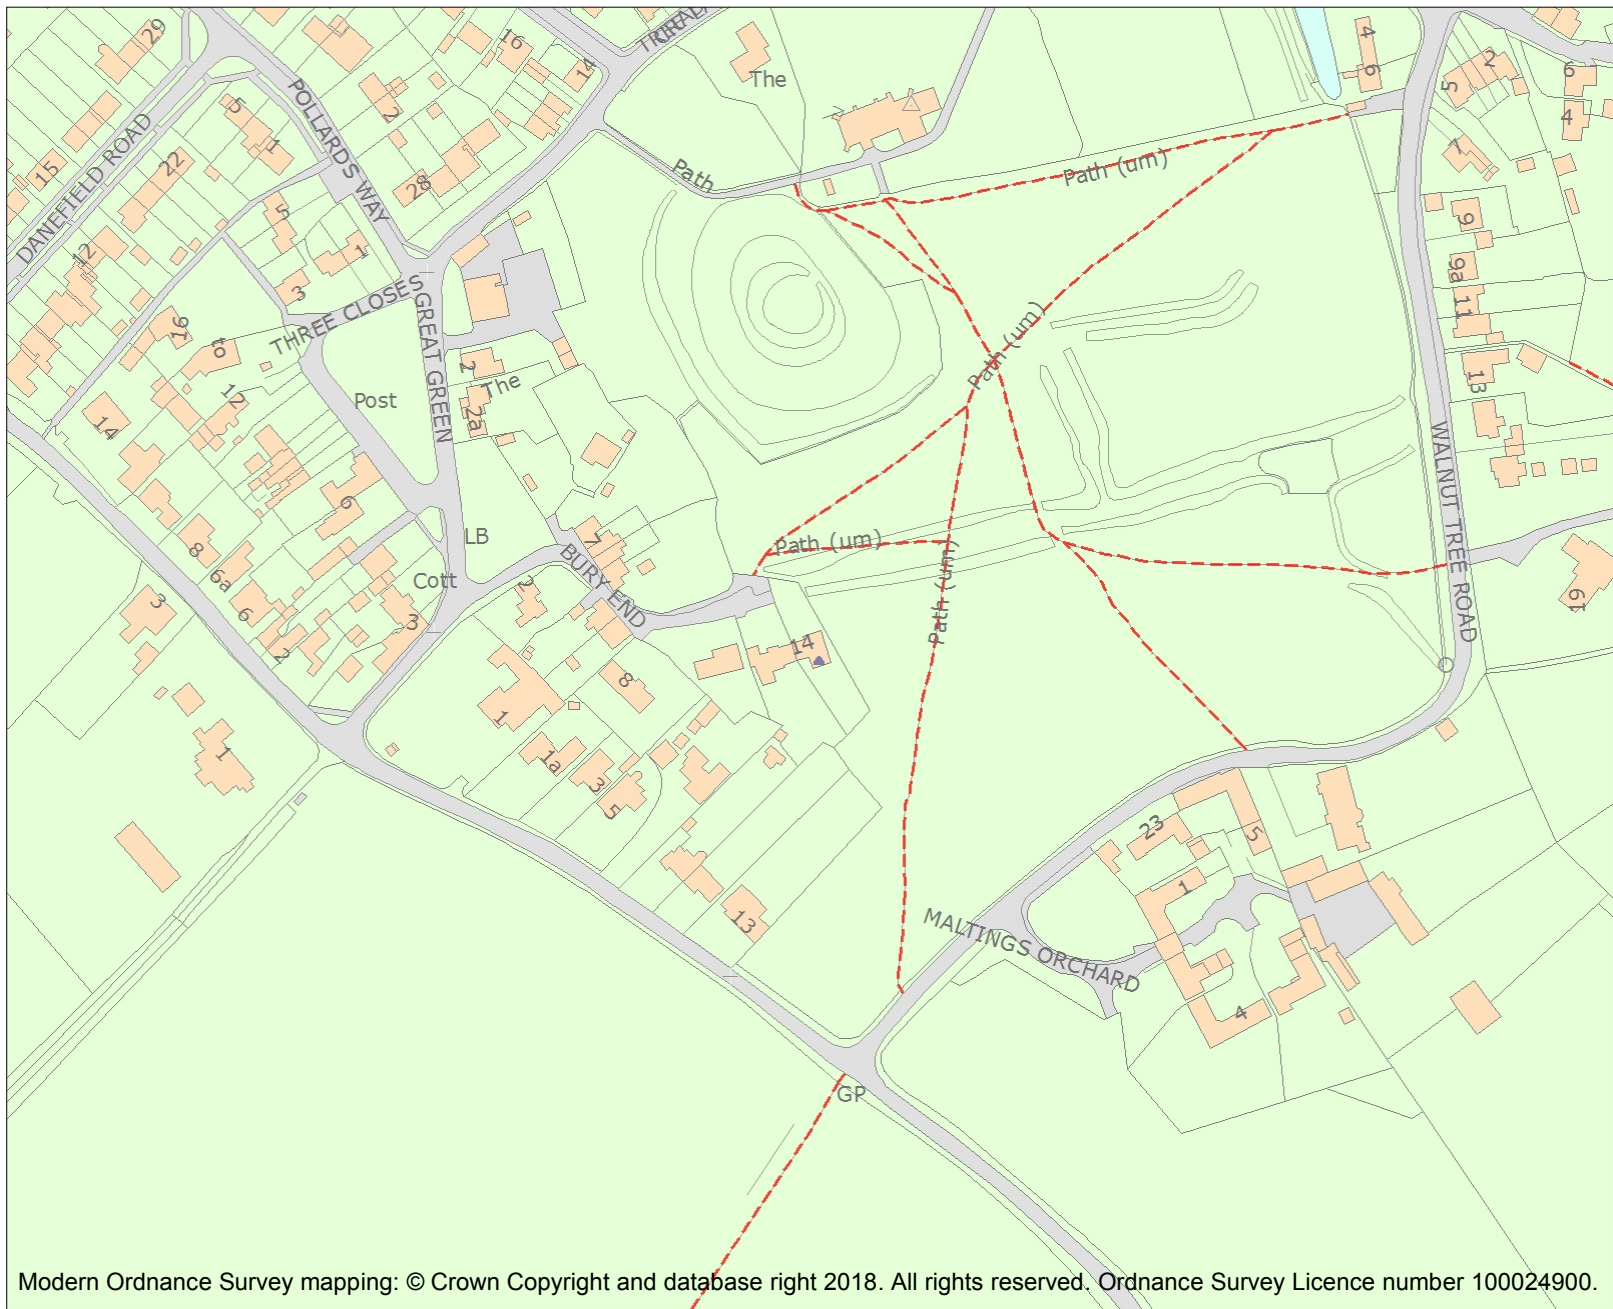 29
16
TRRAL
4
6
2
6
14
The
5
POLLARDS WAY
2
5
4
DANEFIELD ROAD
1
22
15
28
Path
Path (um)
7
5
1
9
12
3
9a
THREE CLOSES
GREAT GREEN
16
to
11
Path (um)
2
The
12
Post
2a
13
14
WALNUT TREE ROAD
6
LB
7
Path (um)
8
BURY END
Path (um)
6a
Cott
2
3
6
3
19
2
14
8
1
1
1a
3
5
23
5
1
13
MALTINGS ORCHARD
4
GP
Modern Ordnance Survey mapping: © Crown Copyright and database right 2018. All rights reserved. Ordnance Survey Licence number 100024900.